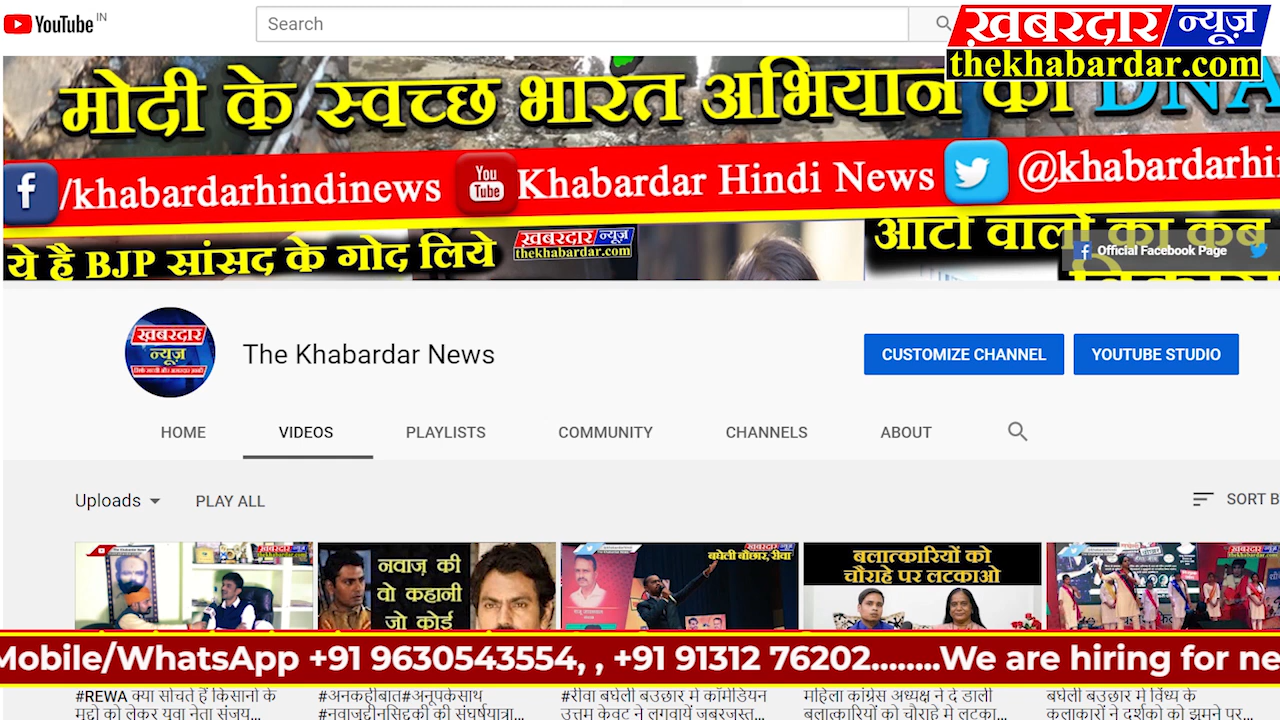 YouTube IN
Search
ख़बरदार न्यूज़
thekhabardar.com
मोदी के स्वच्छ भारत अभियान का DNA
/khabardarhindinews
You Tube
Khabardar Hindi News
@khabardarhi
ये है BJP सांसद के गोद लिये
ख़बरदार न्यूज़
thekhabardar.com
आटो वालों का कब
Official Facebook Page
ख़बरदार
न्यूज़
The Khabardar News
CUSTOMIZE CHANNEL
YOUTUBE STUDIO
HOME
VIDEOS
PLAYLISTS
COMMUNITY
CHANNELS
ABOUT
Uploads
PLAY ALL
SORT B
नवाज़ की
वो कहानी
जो कोई
बघेली बौछार, रीवा
बलात्कारियों को
चौराहे पर लटकाओ
Mobile/WhatsApp +91 9630543554, , +91 91312 76202........We are hiring for ne
#REWA क्या सोचते हैं किसानों के
मुद्दों को लेकर युवा नेता संजय...
#अनकहीबात#अनूपकेसाथ
#नवाजुद्दीनसिद्दकी की संघर्षयात्रा...
#रीवा बघेली बउछार में कॉमेडियन
उत्तम केवट ने लगवाये जबरजस्त...
महिला कांग्रेस अध्यक्ष ने दे डाली
बलात्कारियों को चौराहे मे लटका...
बघेली बउछार में विंध्य के
कलाकारों ने दर्शकों को झूमने पर...